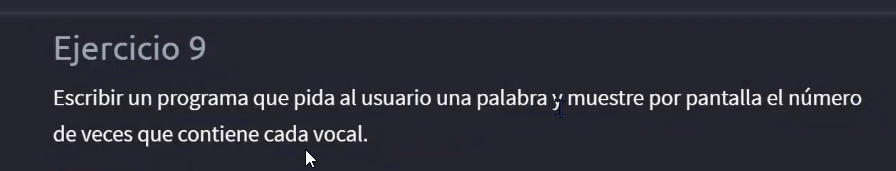 Ejercicio 9
Escribir un programa que pida al usuario una palabra y muestre por pantalla el número
de veces que contiene cada vocal.